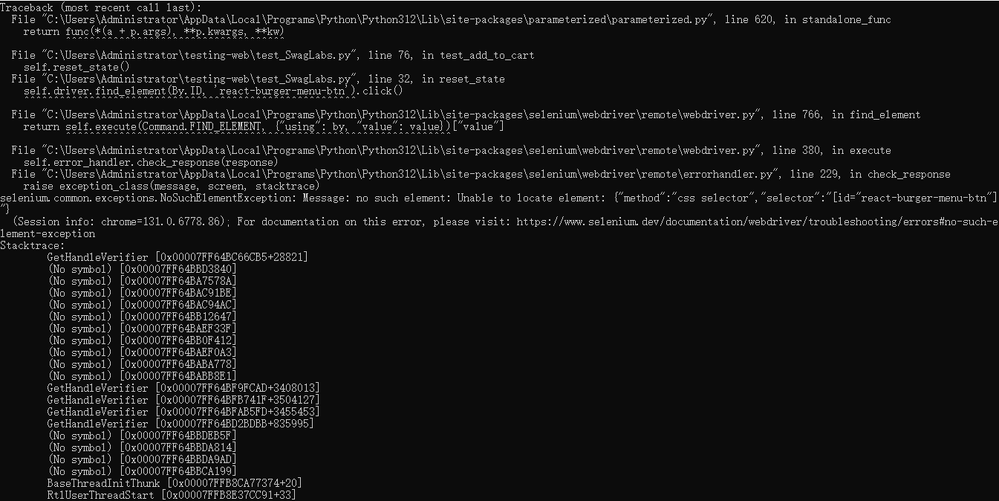 Traceback (most recent call last):
  File "C:\Users\Administrator\AppData\Local\Programs\Python\Python312\Lib\site-packages\parameterized\parameterized.py", line 620, in standalone_func
    return func(*(a + p.args), **p.kwargs, **kw)
           ^^^^^^^^^^^^^^^^^^^^^^^^^^^^^^^^^^^^^
  File "C:\Users\Administrator\testing-web\test_SwagLabs.py", line 76, in test_add_to_cart
    self.reset_state()
  File "C:\Users\Administrator\testing-web\test_SwagLabs.py", line 32, in reset_state
    self.driver.find_element(By.ID, 'react-burger-menu-btn').click()
    ^^^^^^^^^^^^^^^^^^^^^^^^^^^^^^^^^^^^^^^^^^^^^^^^^^^^^^^^
  File "C:\Users\Administrator\AppData\Local\Programs\Python\Python312\Lib\site-packages\selenium\webdriver\remote\webdriver.py", line 766, in find_element
    return self.execute(Command.FIND_ELEMENT, {"using": by, "value": value})["value"]
           ^^^^^^^^^^^^^^^^^^^^^^^^^^^^^^^^^^^^^^^^^^^^^^^^^^^^^^^^^^^^^^^^^
  File "C:\Users\Administrator\AppData\Local\Programs\Python\Python312\Lib\site-packages\selenium\webdriver\remote\webdriver.py", line 380, in execute
    self.error_handler.check_response(response)
  File "C:\Users\Administrator\AppData\Local\Programs\Python\Python312\Lib\site-packages\selenium\webdriver\remote\errorhandler.py", line 229, in check_response
    raise exception_class(message, screen, stacktrace)
selenium.common.exceptions.NoSuchElementException: Message: no such element: Unable to locate element: {"method":"css selector","selector":"[id="react-burger-menu-btn"]
"}
  (Session info: chrome=131.0.6778.86); For documentation on this error, please visit: https://www.selenium.dev/documentation/webdriver/troubleshooting/errors#no-such-e
lement-exception
Stacktrace:
        GetHandleVerifier [0x00007FF64BC66CB5+28821]
        (No symbol) [0x00007FF64BBD3840]
        (No symbol) [0x00007FF64BA7578A]
        (No symbol) [0x00007FF64BAC91BE]
        (No symbol) [0x00007FF64BAC94AC]
        (No symbol) [0x00007FF64BB12647]
        (No symbol) [0x00007FF64BAEF33F]
        (No symbol) [0x00007FF64BB0F412]
        (No symbol) [0x00007FF64BAEF0A3]
        (No symbol) [0x00007FF64BABA778]
        (No symbol) [0x00007FF64BABB8E1]
        GetHandleVerifier [0x00007FF64BF9FCAD+3408013]
        GetHandleVerifier [0x00007FF64BFB741F+3504127]
        GetHandleVerifier [0x00007FF64BFAB5FD+3455453]
        GetHandleVerifier [0x00007FF64BD2BDBB+835995]
        (No symbol) [0x00007FF64BBDEB5F]
        (No symbol) [0x00007FF64BBDA814]
        (No symbol) [0x00007FF64BBDA9AD]
        (No symbol) [0x00007FF64BBCA199]
        BaseThreadInitThunk [0x00007FFB8CA77374+20]
        RtlUserThreadStart [0x00007FFB8E37CC91+33]